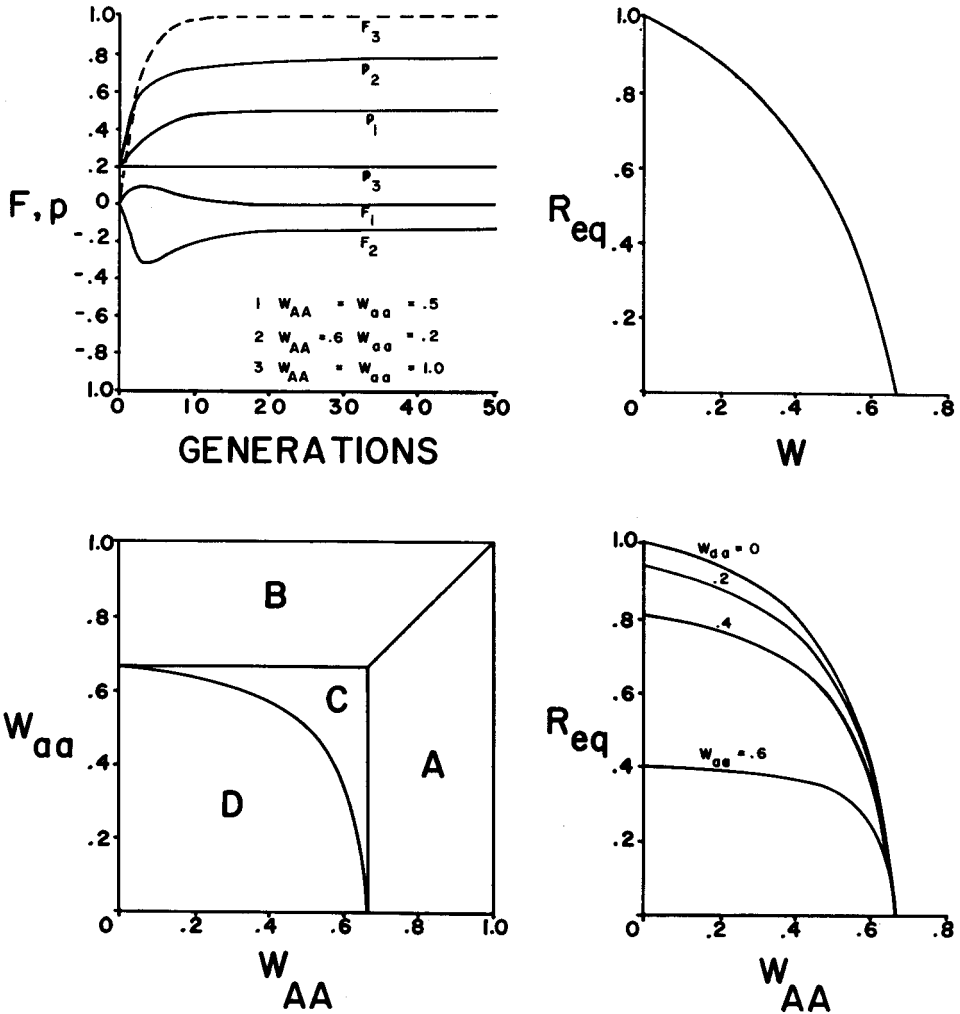 1.0
.8
.6
.4
.2
0
-.2
-.4
-.6
-.8
1.0
F, p
F3
P2
P1
P3
F1
F2
1 WAA = Waa = .5
2 WAA = .6 Waa = .2
3 WAA = Waa = 1.0
0 10 20 30 40 50
GENERATIONS
1.0
.8
.6
.4
.2
Req
0 .2 .4 .6 .8
W
1.0
.8
.6
.4
.2
Waa
B
C
A
D
0 .2 .4 .6 .8 1.0
WAA
1.0
.8
.6
.4
.2
Req
Waa = 0
.2
.4
Waa = .6
0 .2 .4 .6 .8
WAA